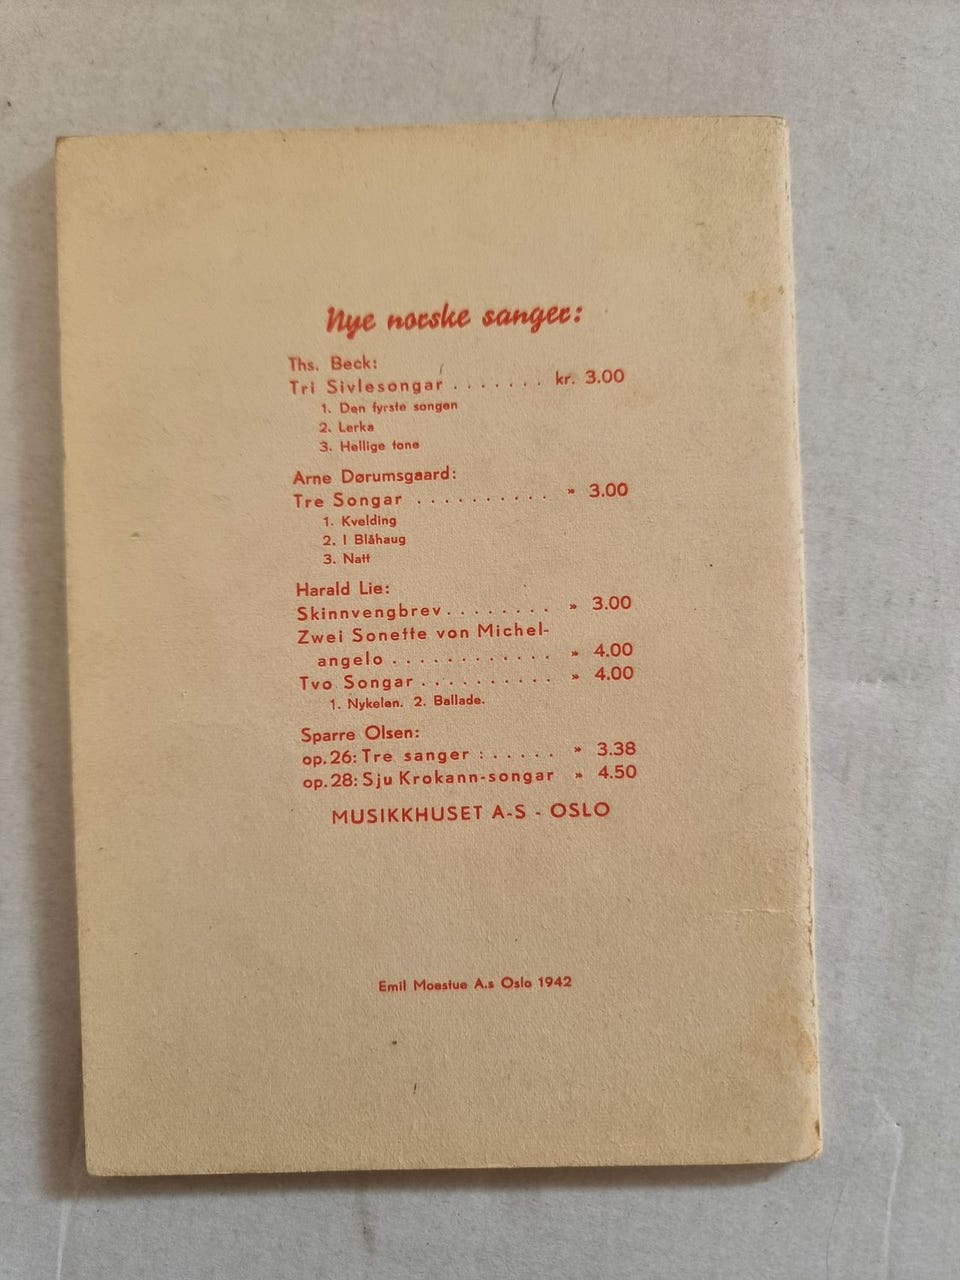 Nye norske sanger:
Ths. Beck:
Tri Sivlesongar . . . . . . . kr. 3.00
1. Den fyrste songen
2. Lerka
3. Hellige tone
Arne Dørumsgaard:
Tre Songar . . . . . . . . . . » 3.00
1. Kvelding
2. I Blåhaug
3. Natt
Harald Lie:
Skinnvengbrev . . . . . . . . » 3.00
Zwei Sonette von Michel-
angelo . . . . . . . . . . . . » 4.00
Tvo Songar . . . . . . . . . . » 4.00
1. Nykelen. 2. Ballade.
Sparre Olsen:
op. 26: Tre sanger : . . . . . » 3.38
op. 28: Sju Krokann-songar » 4.50
MUSIKKHUSET A-S - OSLO
Emil Moestue A.s Oslo 1942